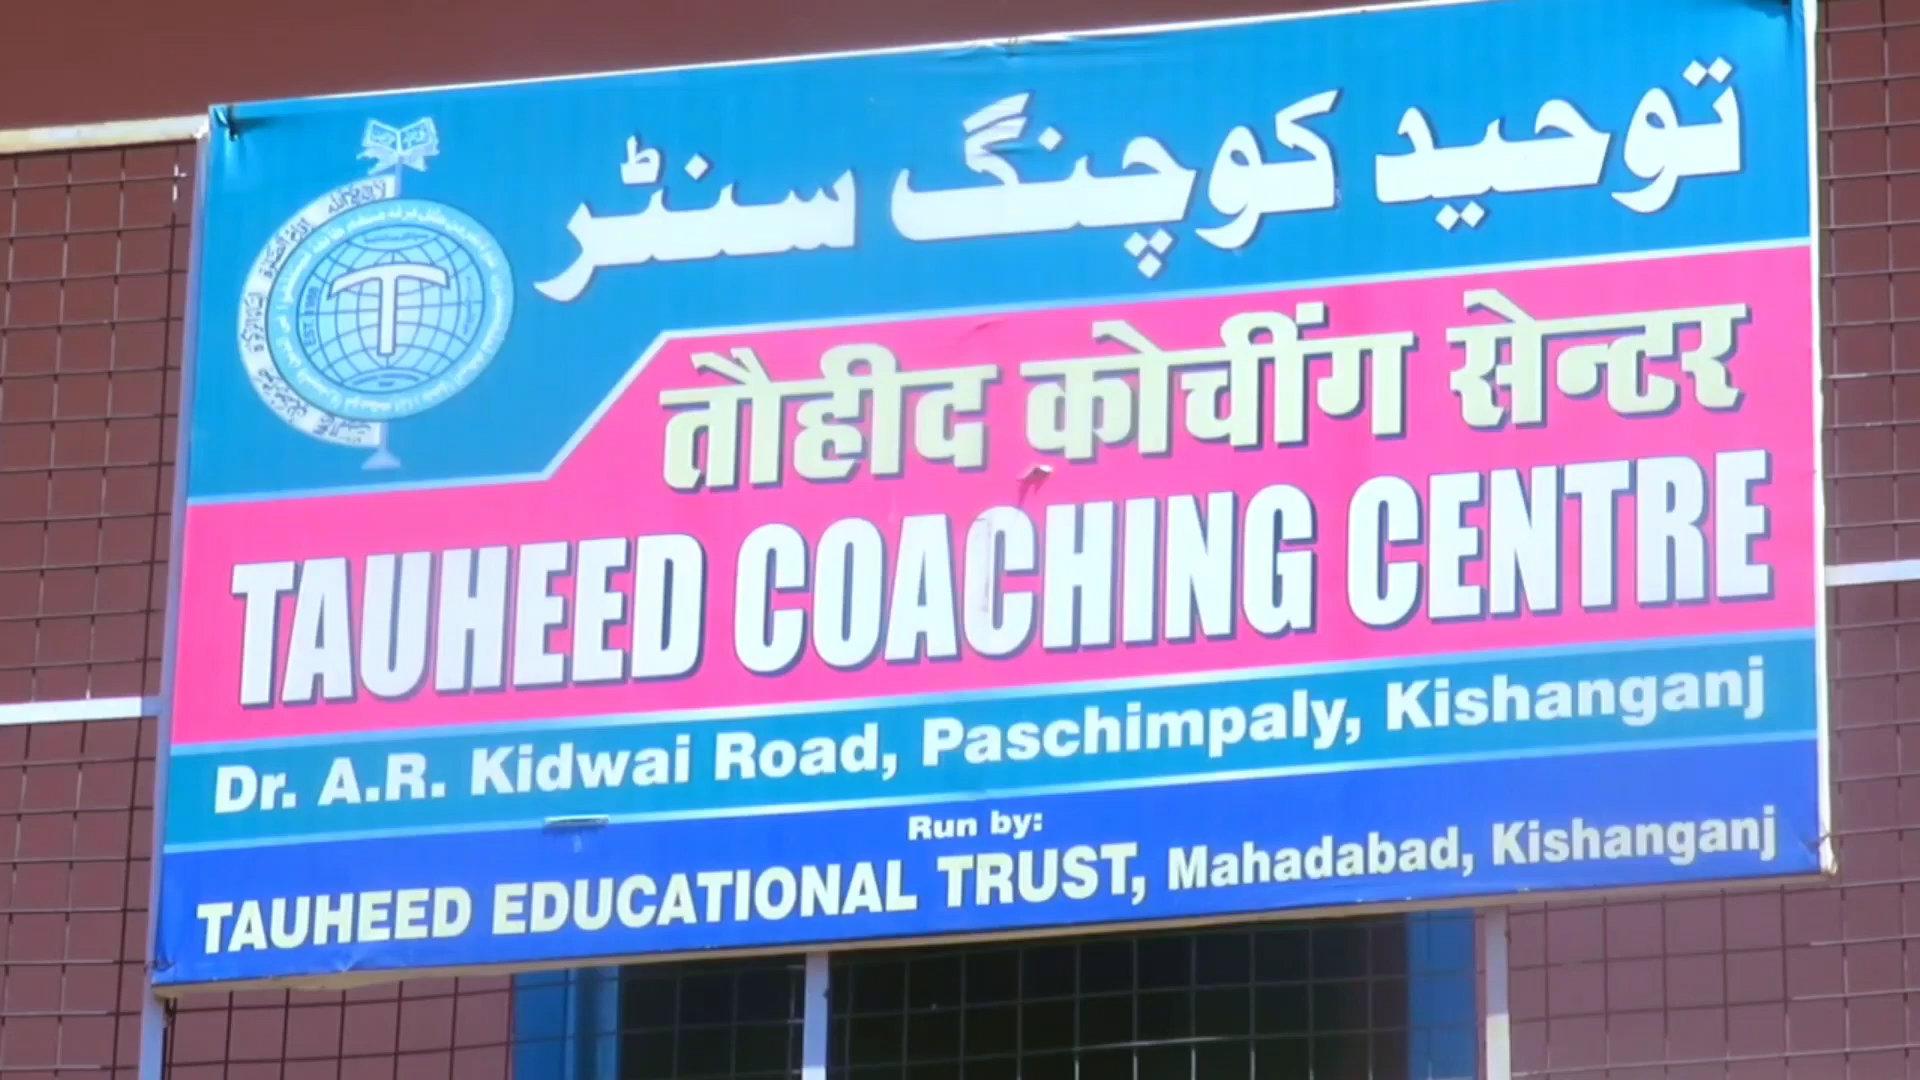 توحید کوچنگ سنٹر
तौहीद कोचींग सेन्टर
TAUHEED COACHING CENTRE
Dr. A.R. Kidwai Road, Paschimpaly, Kishanganj
Run by:
TAUHEED EDUCATIONAL TRUST, Mahadabad, Kishanganj